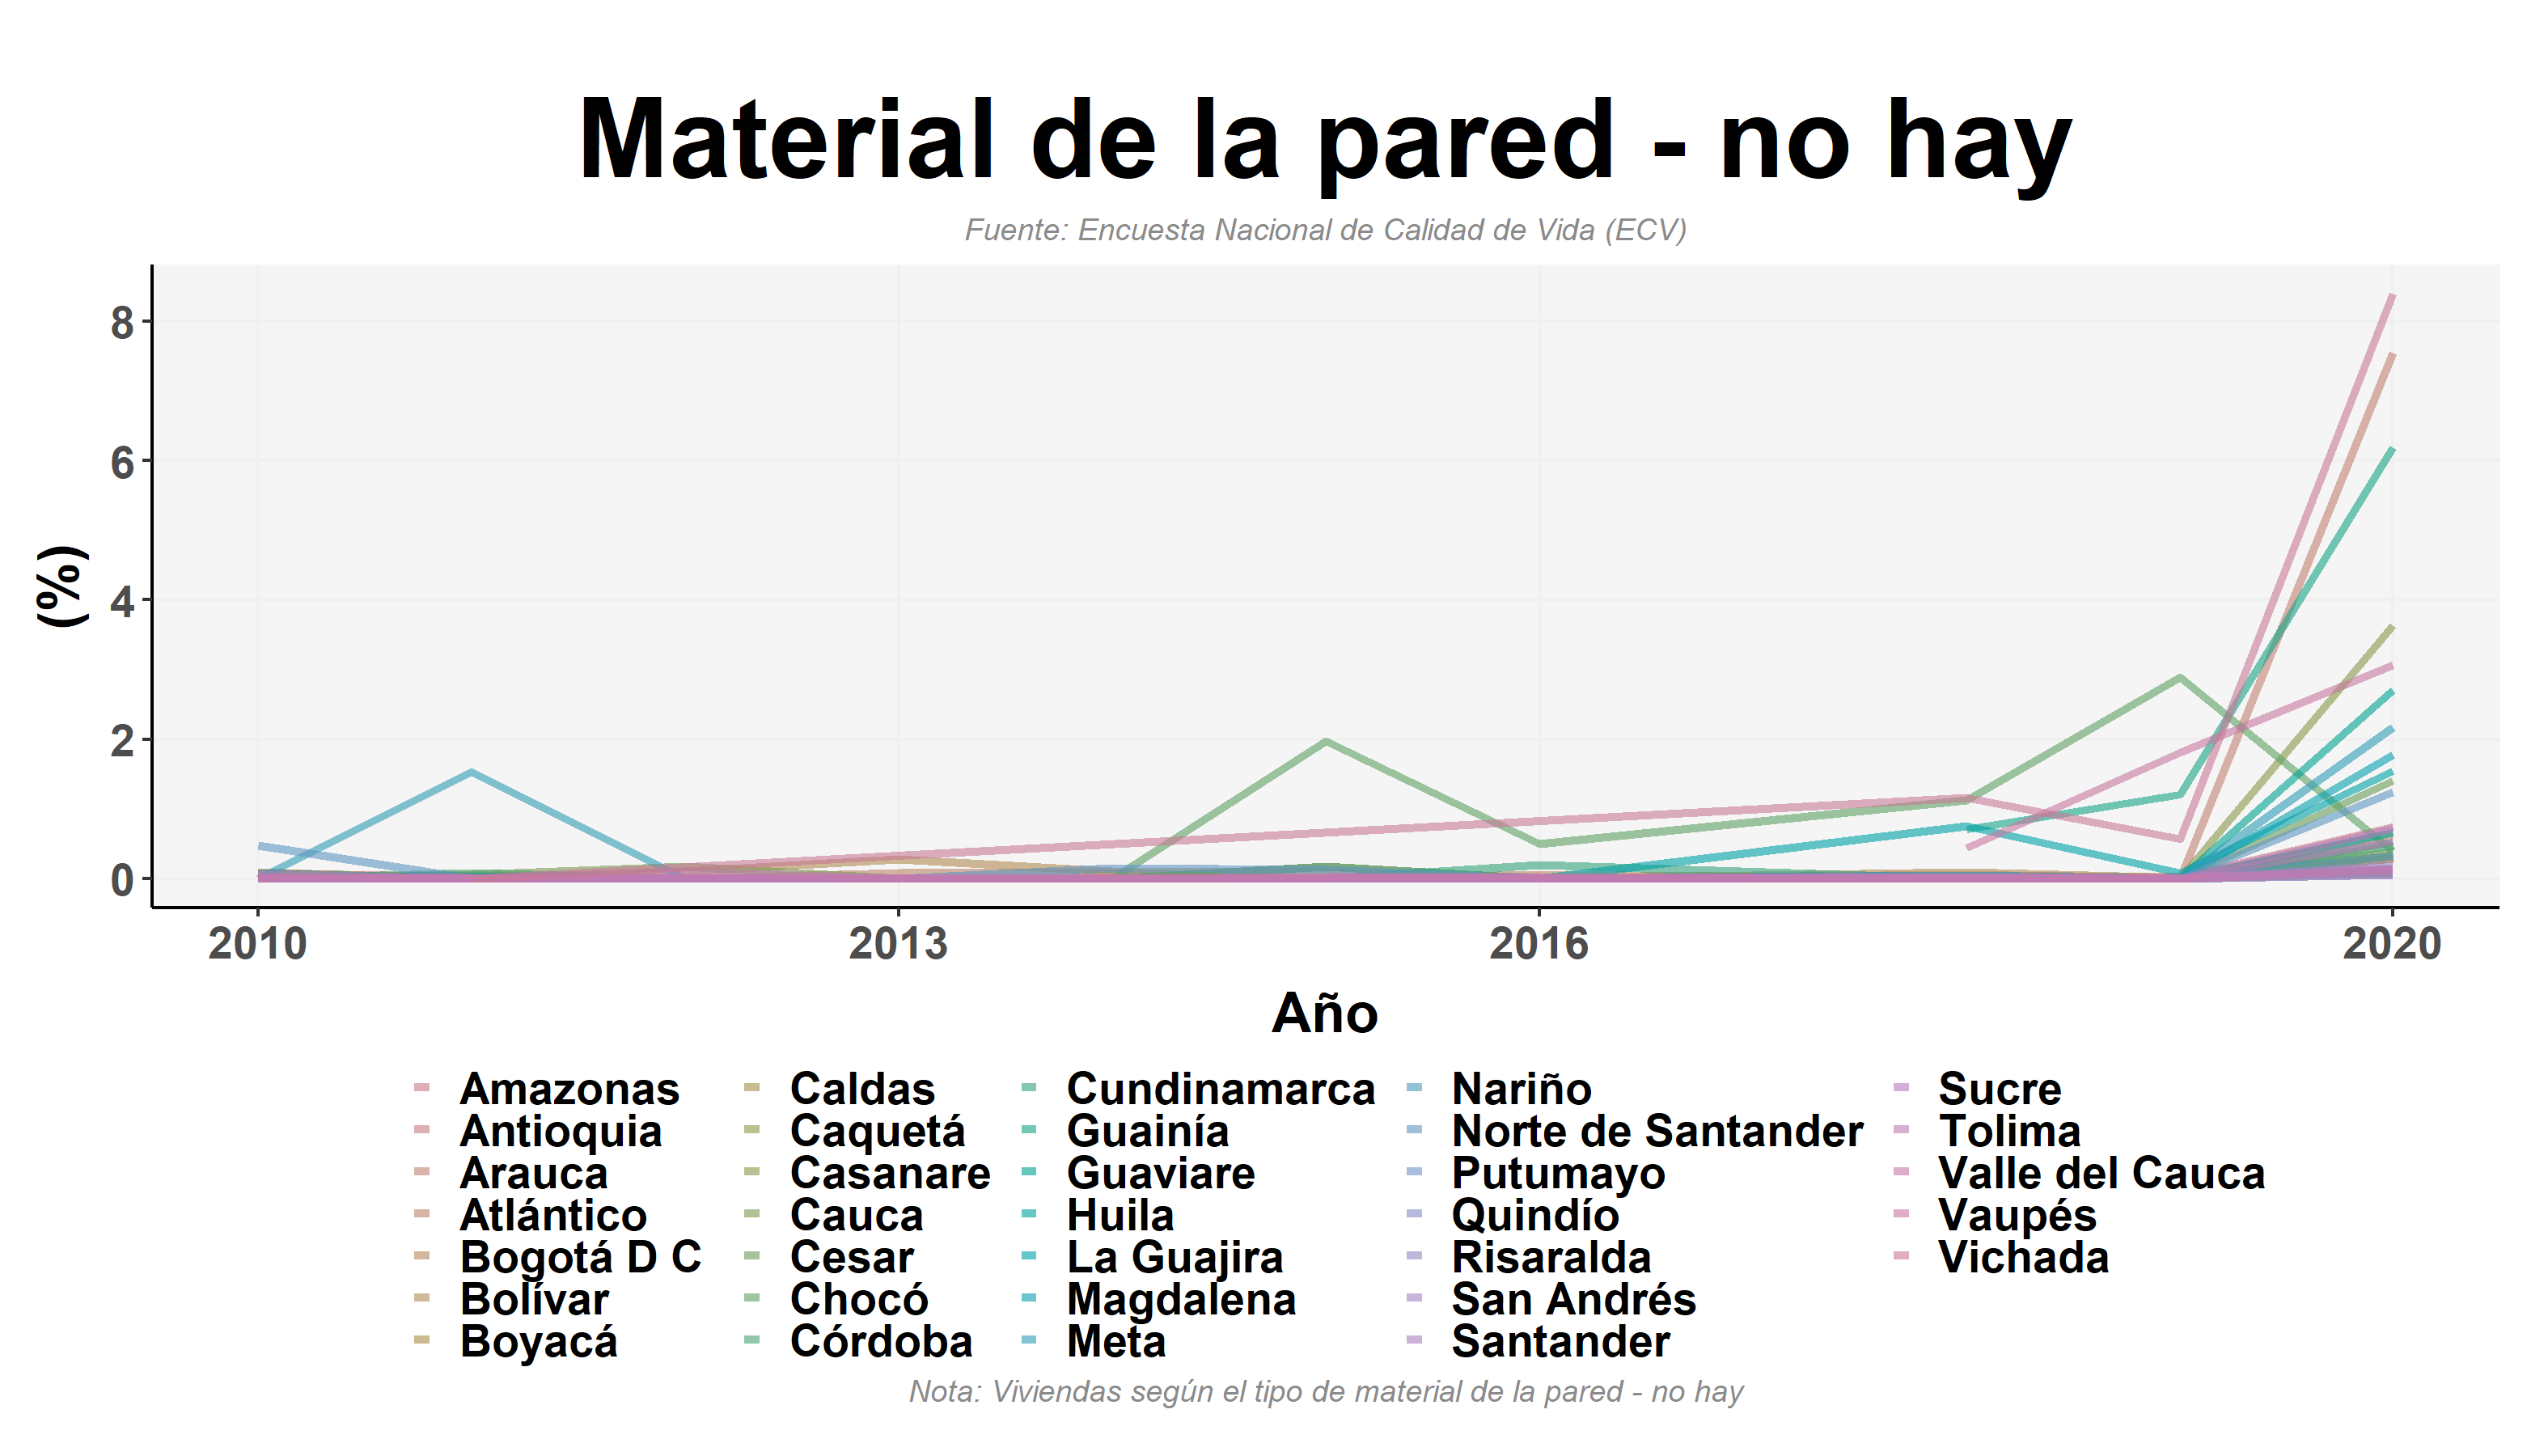 Material de la pared - no hay
Fuente: Encuesta Nacional de Calidad de Vida (ECV)
8
6
4
2
0
(%)
2010 2013 2016 2020
Año
Amazonas Caldas Cundinamarca Nariño Sucre
Antioquia Caquetá Guainía Norte de Santander Tolima
Arauca Casanare Guaviare Putumayo Valle del Cauca
Atlántico Cauca Huila Quindío Vaupés
Bogotá D C Cesar La Guajira Risaralda Vichada
Bolívar Chocó Magdalena San Andrés
Boyacá Córdoba Meta Santander
Nota: Viviendas según el tipo de material de la pared - no hay